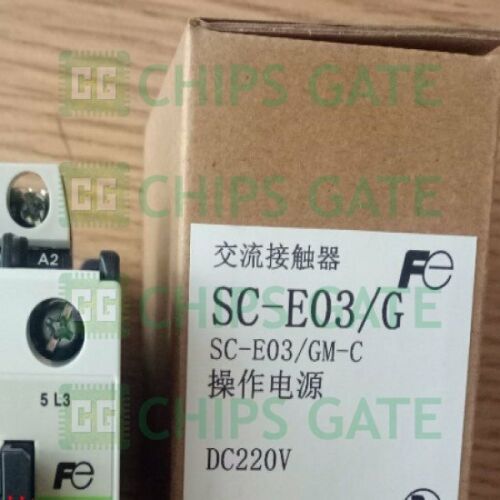 CG CHIPS GATE
CG CHIPS GATE
CG CHIPS GATE
CG CHIPS GATE
A2
5 L3
Fe
交流接触器
Fe
SC-E03/G
SC-E03/GM-C
操作电源
DC220V